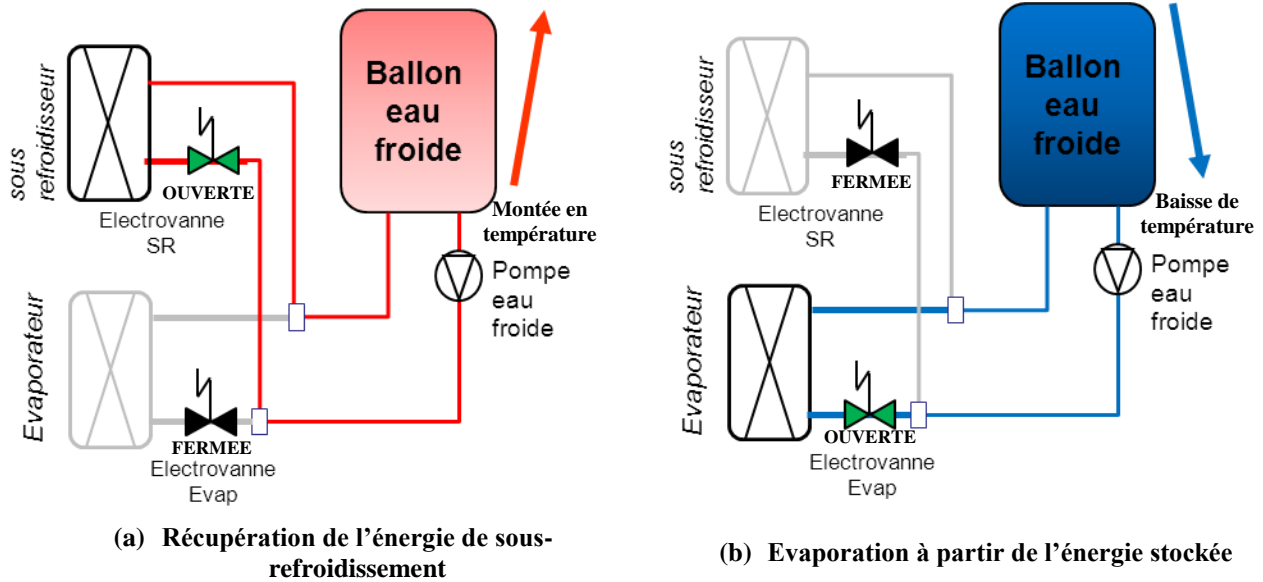 sous
refroidisseur
OUVERTE
Electrovanne
SR
Ballon
eau
froide
Montée en
température
Pompe
eau
froide
Evaporateur
FERMEE
Electrovanne
Evap
(a) Récupération de l'énergie de sous-
refroidissement
sous
refroidisseur
FERMEE
Electrovanne
SR
Ballon
eau
froide
Baisse de
température
Pompe
eau
froide
Evaporateur
OUVERTE
Electrovanne
Evap
(b) Evaporation à partir de l'énergie stockée